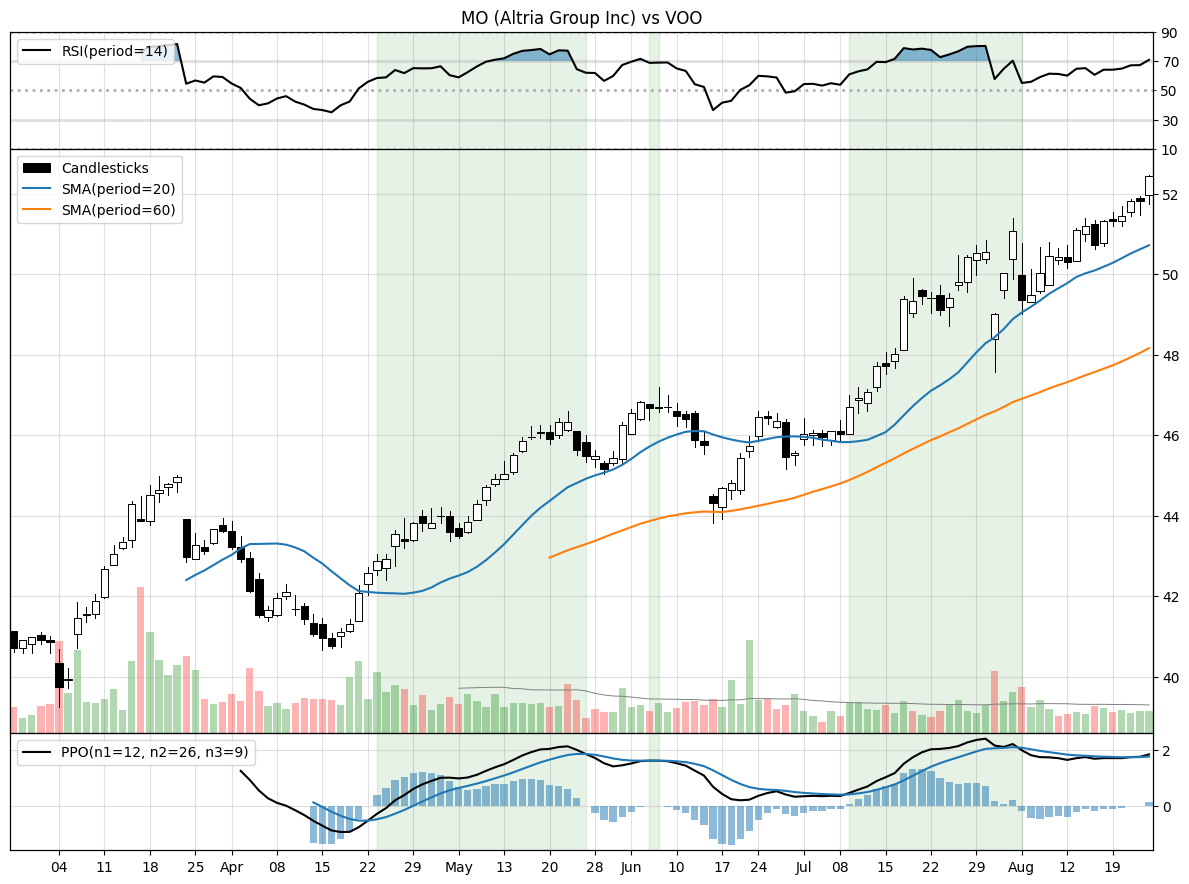 MO (Altria Group Inc) vs VOO
RSI(period=14)
90
70
50
30
10
Candlesticks
SMA(period=20)
SMA(period=60)
52
50
48
46
44
42
40
PPO(n1=12, n2=26, n3=9)
2
0
04 11 18 25 Apr 08 15 22 29 May 13 20 28 Jun 10 17 24 Jul 08 15 22 29 Aug 12 19